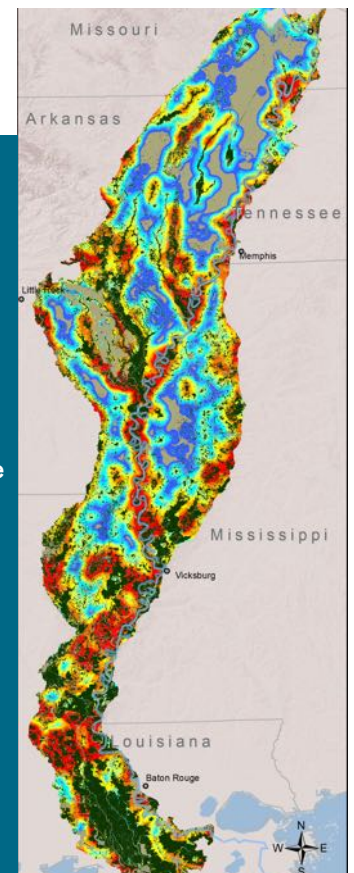 Missouri
Arkansas
Tennessee
Memphis
Little Rock
e
Mississippi
Vicksburg
Louisiana
Baton Rouge
N
W E
S